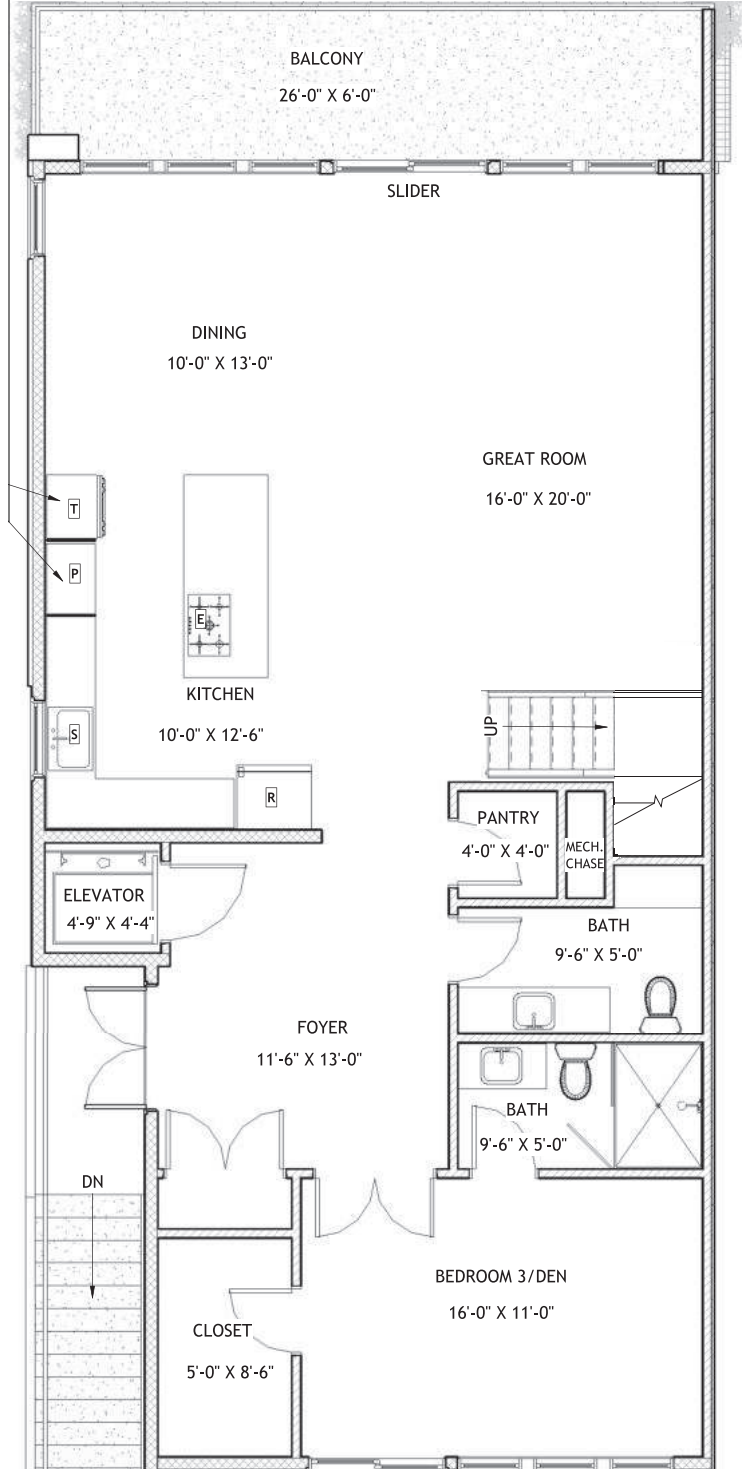 BALCONY
26'-0" X 6'-0"
SLIDER
DINING
10'-0" X 13'-0"
GREAT ROOM
16'-0" X 20'-0"
T
P
E
KITCHEN
10'-0" X 12'-6"
S
UP
R
PANTRY
4'-0" X 4'-0"
MECH.
CHASE
ELEVATOR
4'-9" X 4'-4"
BATH
9'-6" X 5'-0"
FOYER
11'-6" X 13'-0"
BATH
9'-6" X 5'-0"
DN
BEDROOM 3/DEN
16'-0" X 11'-0"
CLOSET
5'-0" X 8'-6"